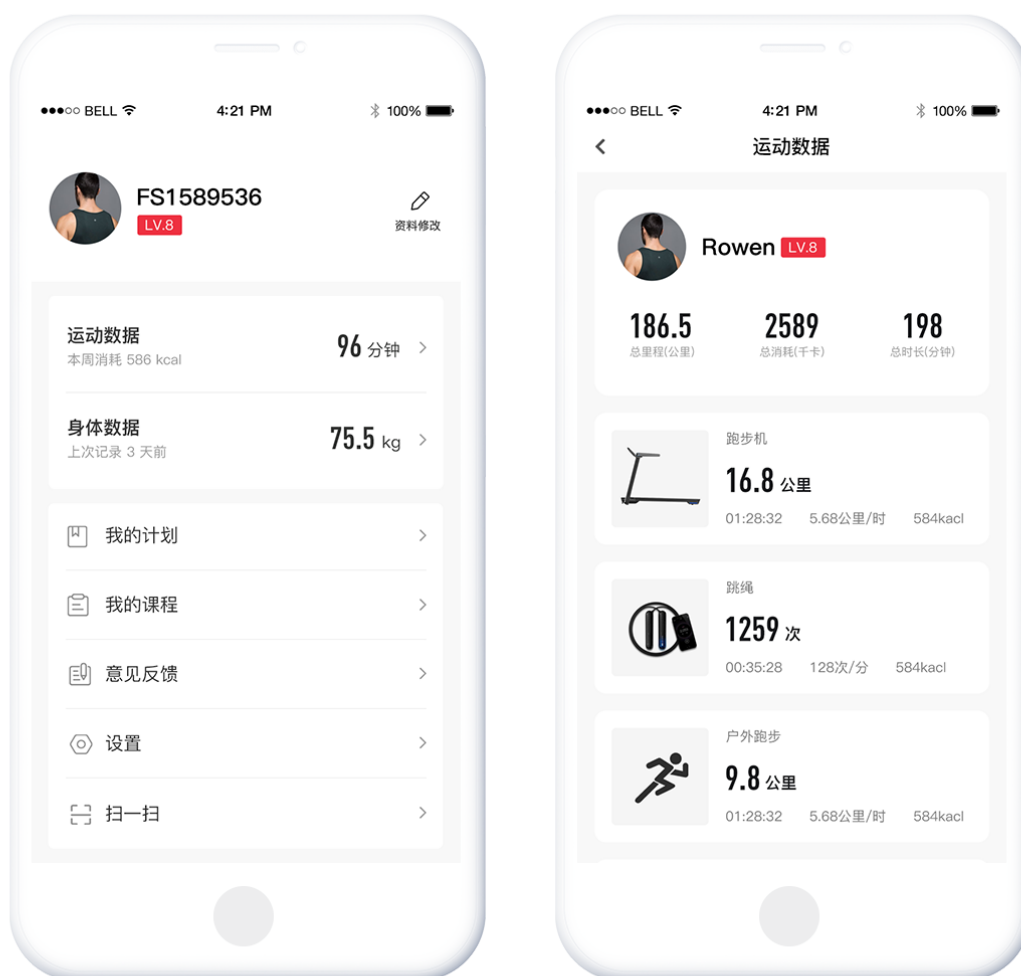 BELL 4:21 PM 100%
FS1589536
LV.8
资料修改
运动数据
本周消耗 586 kcal
96 分钟
身体数据
上次记录 3 天前
75.5 kg
我的计划
我的课程
意见反馈
设置
扫一扫
BELL 4:21 PM 100%
运动数据
Rowen LV.8
186.5 2589 198
总里程(公里) 总消耗(千卡) 总时长(分钟)
跑步机
16.8 公里
01:28:32 5.68公里/时 584kacl
跳绳
1259 次
00:35:28 128次/分 584kacl
户外跑步
9.8 公里
01:28:32 5.68公里/时 584kacl